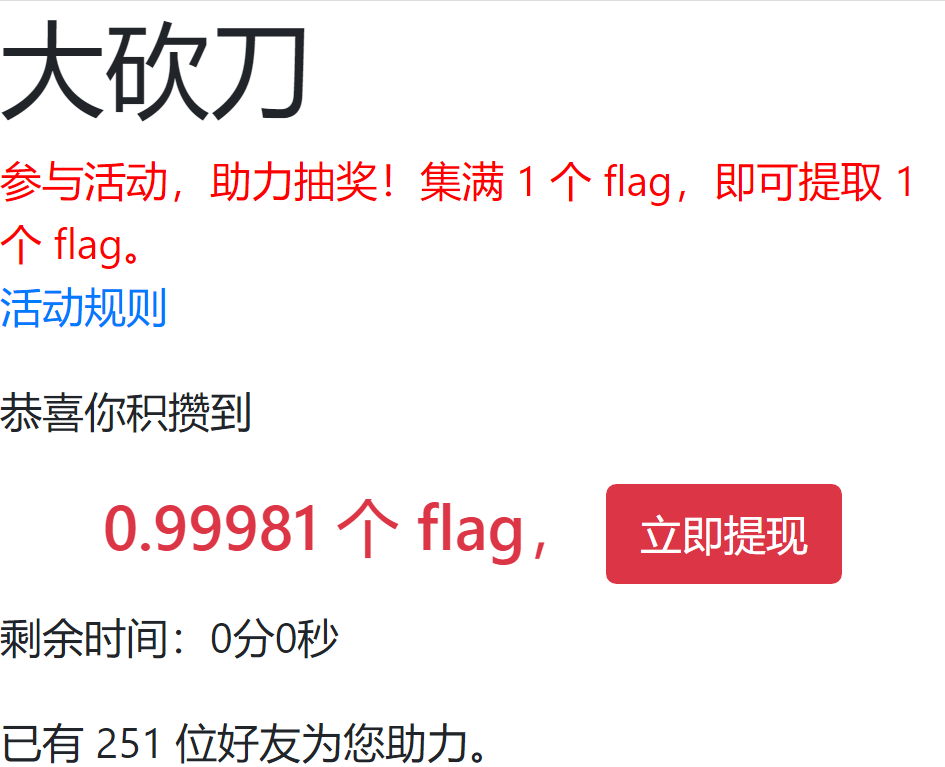 大砍刀
参与活动，助力抽奖！集满 1 个 flag，即可提取 1
个 flag。
活动规则
恭喜你积攒到
0.99981 个 flag， 立即提现
剩余时间：0分0秒
已有 251 位好友为您助力。